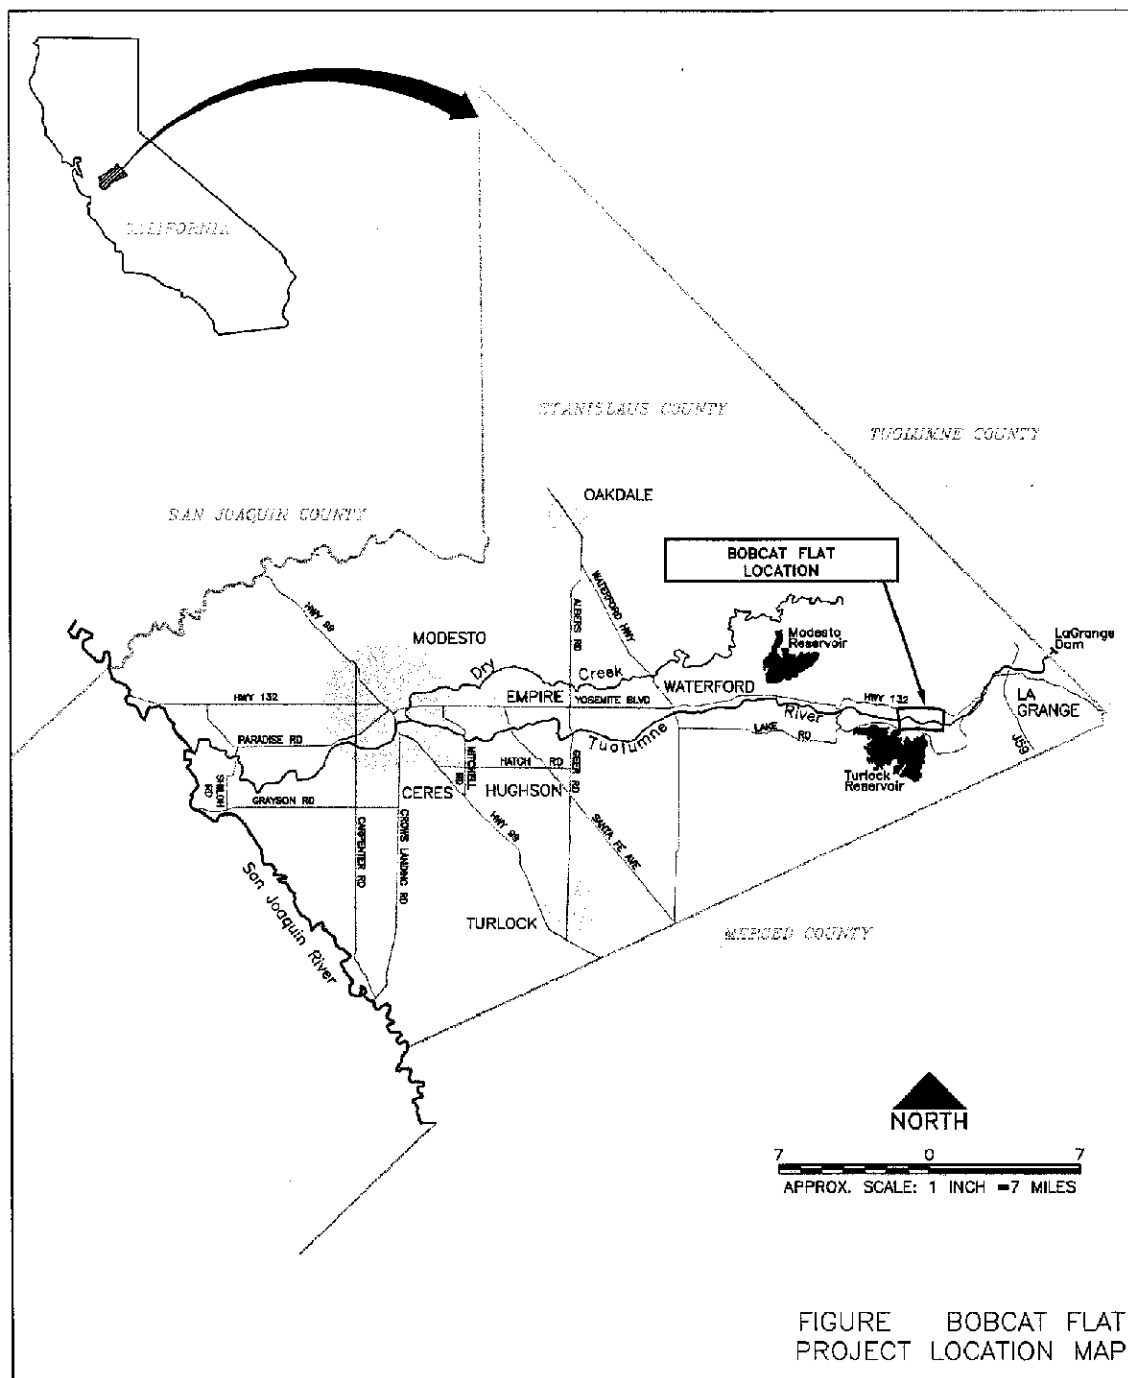 CALIFORNIA
STANISLAUS COUNTY
TUOLUMNE COUNTY
SAN JOAQUIN COUNTY
OAKDALE
BOBCAT FLAT
LOCATION
HWY 99
MODESTO
ALBERS RD
WATERFORD HWY
Modesto
Reservoir
LaGrange
Dam
Dry
Creek
WATERFORD
HWY 132
EMPIRE
YOSEMITE BLVD
HWY 132
River
LA
GRANGE
PARADISE RD
Tuolumne
LAKE RD
J59
SHILOH
RD
MITCHELL
RD
HATCH RD
GEER RD
Turlock
Reservoir
GRAYSON RD
CERES
HUGHSON
CARPENTER RD
CROWS LANDING RD
HWY 99
SANTA FE AVE
San Joaquin River
TURLOCK
MERCED COUNTY
NORTH
7 0 7
APPROX. SCALE: 1 INCH =7 MILES
FIGURE BOBCAT FLAT
PROJECT LOCATION MAP